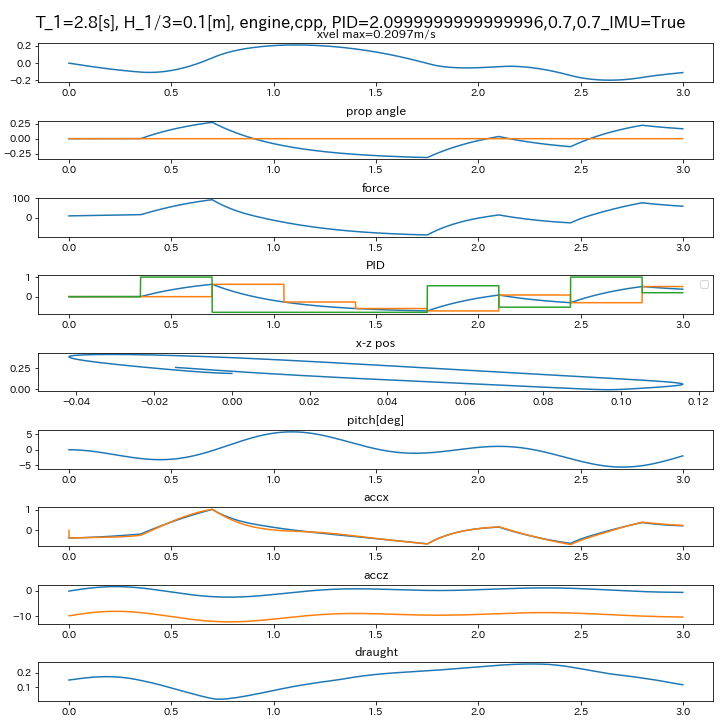 T_1=2.8[s], H_1/3=0.1[m], engine,cpp, PID=2.0999999999999996,0.7,0.7_IMU=True
xvel max=0.2097m/s
0.2
0.0
−0.2
0.0 0.5 1.0 1.5 2.0 2.5 3.0
prop angle
0.25
0.00
−0.25
0.0 0.5 1.0 1.5 2.0 2.5 3.0
force
100
0
0.0 0.5 1.0 1.5 2.0 2.5 3.0
PID
1
0
0.0 0.5 1.0 1.5 2.0 2.5 3.0
x-z pos
0.25
0.00
−0.04 −0.02 0.00 0.02 0.04 0.06 0.08 0.10 0.12
pitch[deg]
5
0
−5
0.0 0.5 1.0 1.5 2.0 2.5 3.0
accx
1
0
0.0 0.5 1.0 1.5 2.0 2.5 3.0
accz
0
−10
0.0 0.5 1.0 1.5 2.0 2.5 3.0
draught
0.2
0.1
0.0 0.5 1.0 1.5 2.0 2.5 3.0